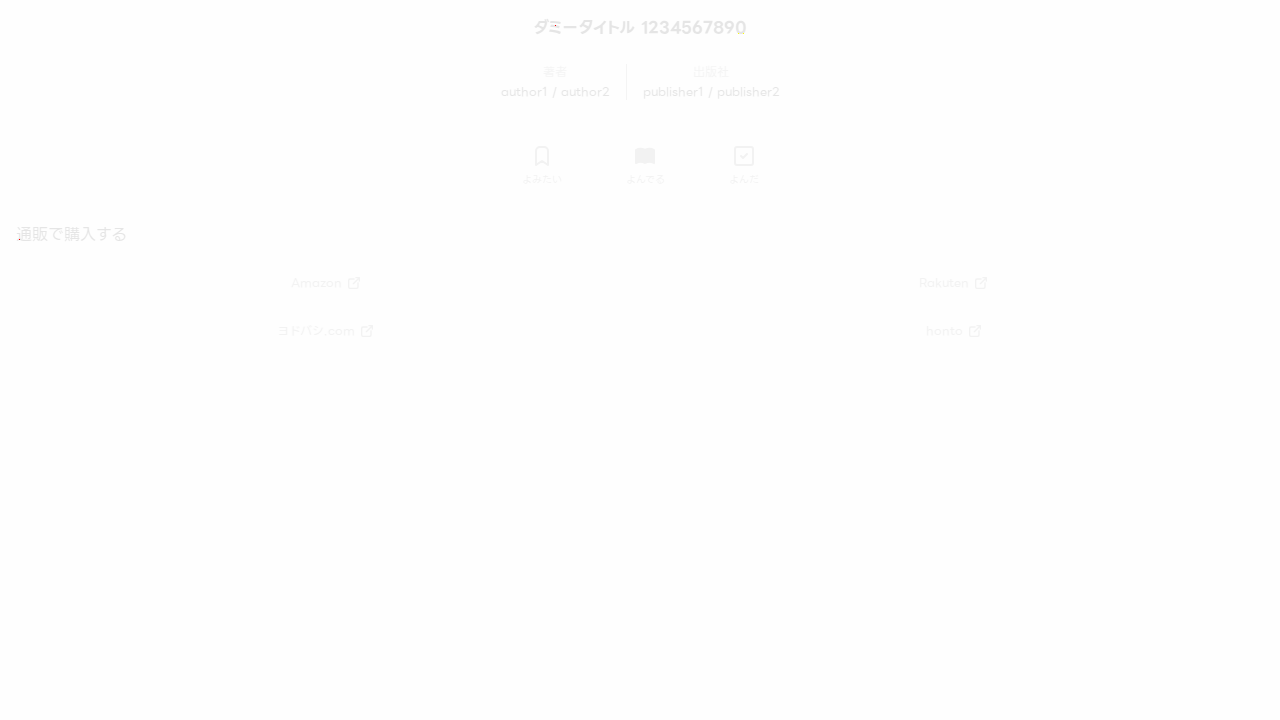 ダミータイトル 1234567890
著者
author1 / author2
出版社
publisher1 / publisher2
よみたい
よんでる
よんだ
通販で購入する
Amazon
Rakuten
ヨドバシ.com
honto